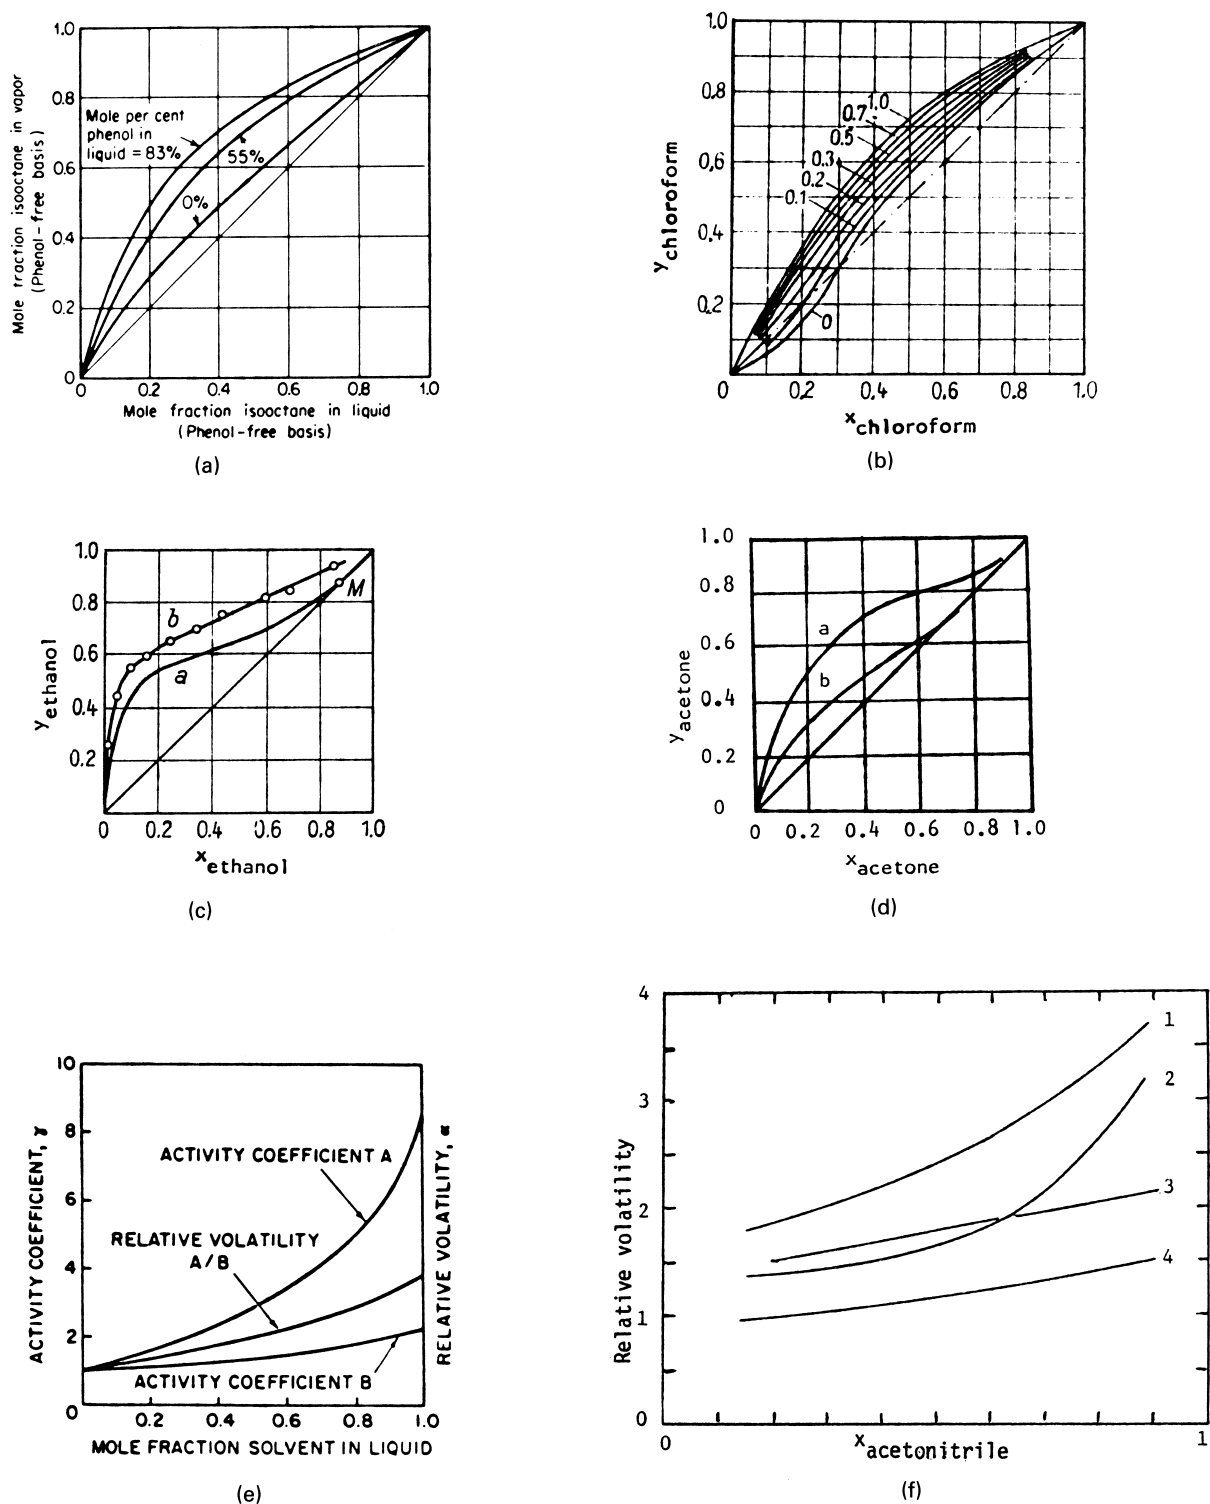 Mole fraction isooctane in vapor
(Phenol-free basis)
1.0
0.8
0.6
0.4
0.2
0
Mole per cent
phenol in
liquid = 83%
55%
0%
0 0.2 0.4 0.6 0.8 1.0
Mole fraction isooctane in liquid
(Phenol-free basis)
(a)
y chloroform
1.0
0.8
0.6
0.4
0.2
1.0
0.7
0.5
0.3
0.2
0.1
0
0 0.2 0.4 0.6 0.8 1.0
x chloroform
(b)
y ethanol
1.0
0.8
0.6
0.4
0.2
b
a
M
0 0.2 0.4 0.6 0.8 1.0
x ethanol
(c)
y acetone
1.0
0.8
0.6
0.4
0.2
0
a
b
0 0.2 0.4 0.6 0.8 1.0
x acetone
(d)
ACTIVITY COEFFICIENT, γ
10
8
6
4
2
0
ACTIVITY COEFFICIENT A
RELATIVE VOLATILITY
A/B
ACTIVITY COEFFICIENT B
RELATIVE VOLATILITY, α
0.2 0.4 0.6 0.8 1.0
MOLE FRACTION SOLVENT IN LIQUID
(e)
Relative volatility
4
3
2
1
0
1
2
3
4
0 1
x acetonitrile
(f)